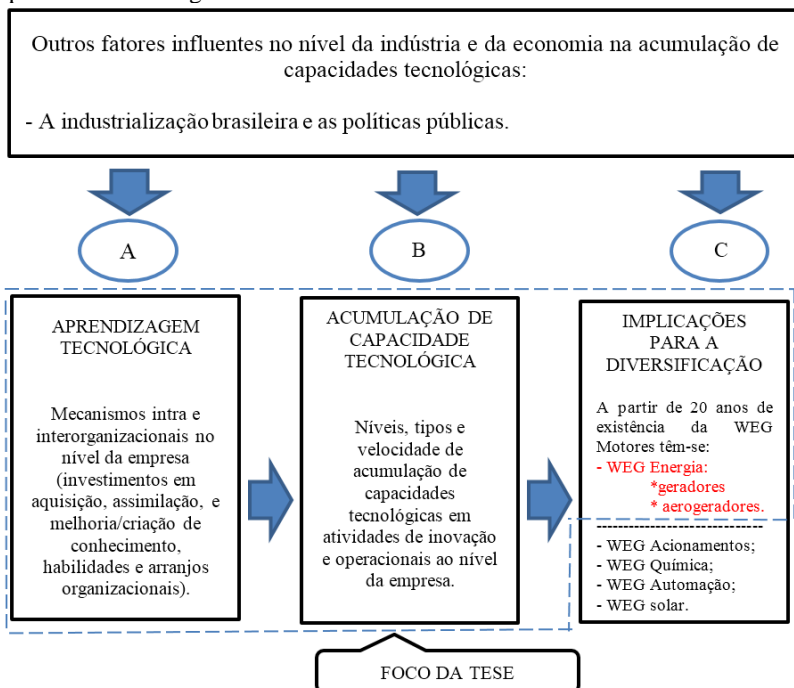 Outros fatores influentes no nível da indústria e da economia na acumulação de
capacidades tecnológicas:
- A industrialização brasileira e as políticas públicas.
A
B
C
APRENDIZAGEM
TECNOLÓGICA
Mecanismos intra e
interorganizacionais no
nível da empresa
(investimentos em
aquisição, assimilação, e
melhoria/criação de
conhecimento,
habilidades e arranjos
organizacionais).
ACUMULAÇÃO DE
CAPACIDADE
TECNOLÓGICA
Níveis, tipos e
velocidade de
acumulação de
capacidades
tecnológicas em
atividades de inovação
e operacionais ao nível
da empresa.
IMPLICAÇÕES
PARA A
DIVERSIFICAÇÃO
A partir de 20 anos de
existência da WEG
Motores têm-se:
- WEG Energia:
*geradores
* aerogeradores.
- WEG Acionamentos;
- WEG Química;
- WEG Automação;
- WEG solar.
FOCO DA TESE